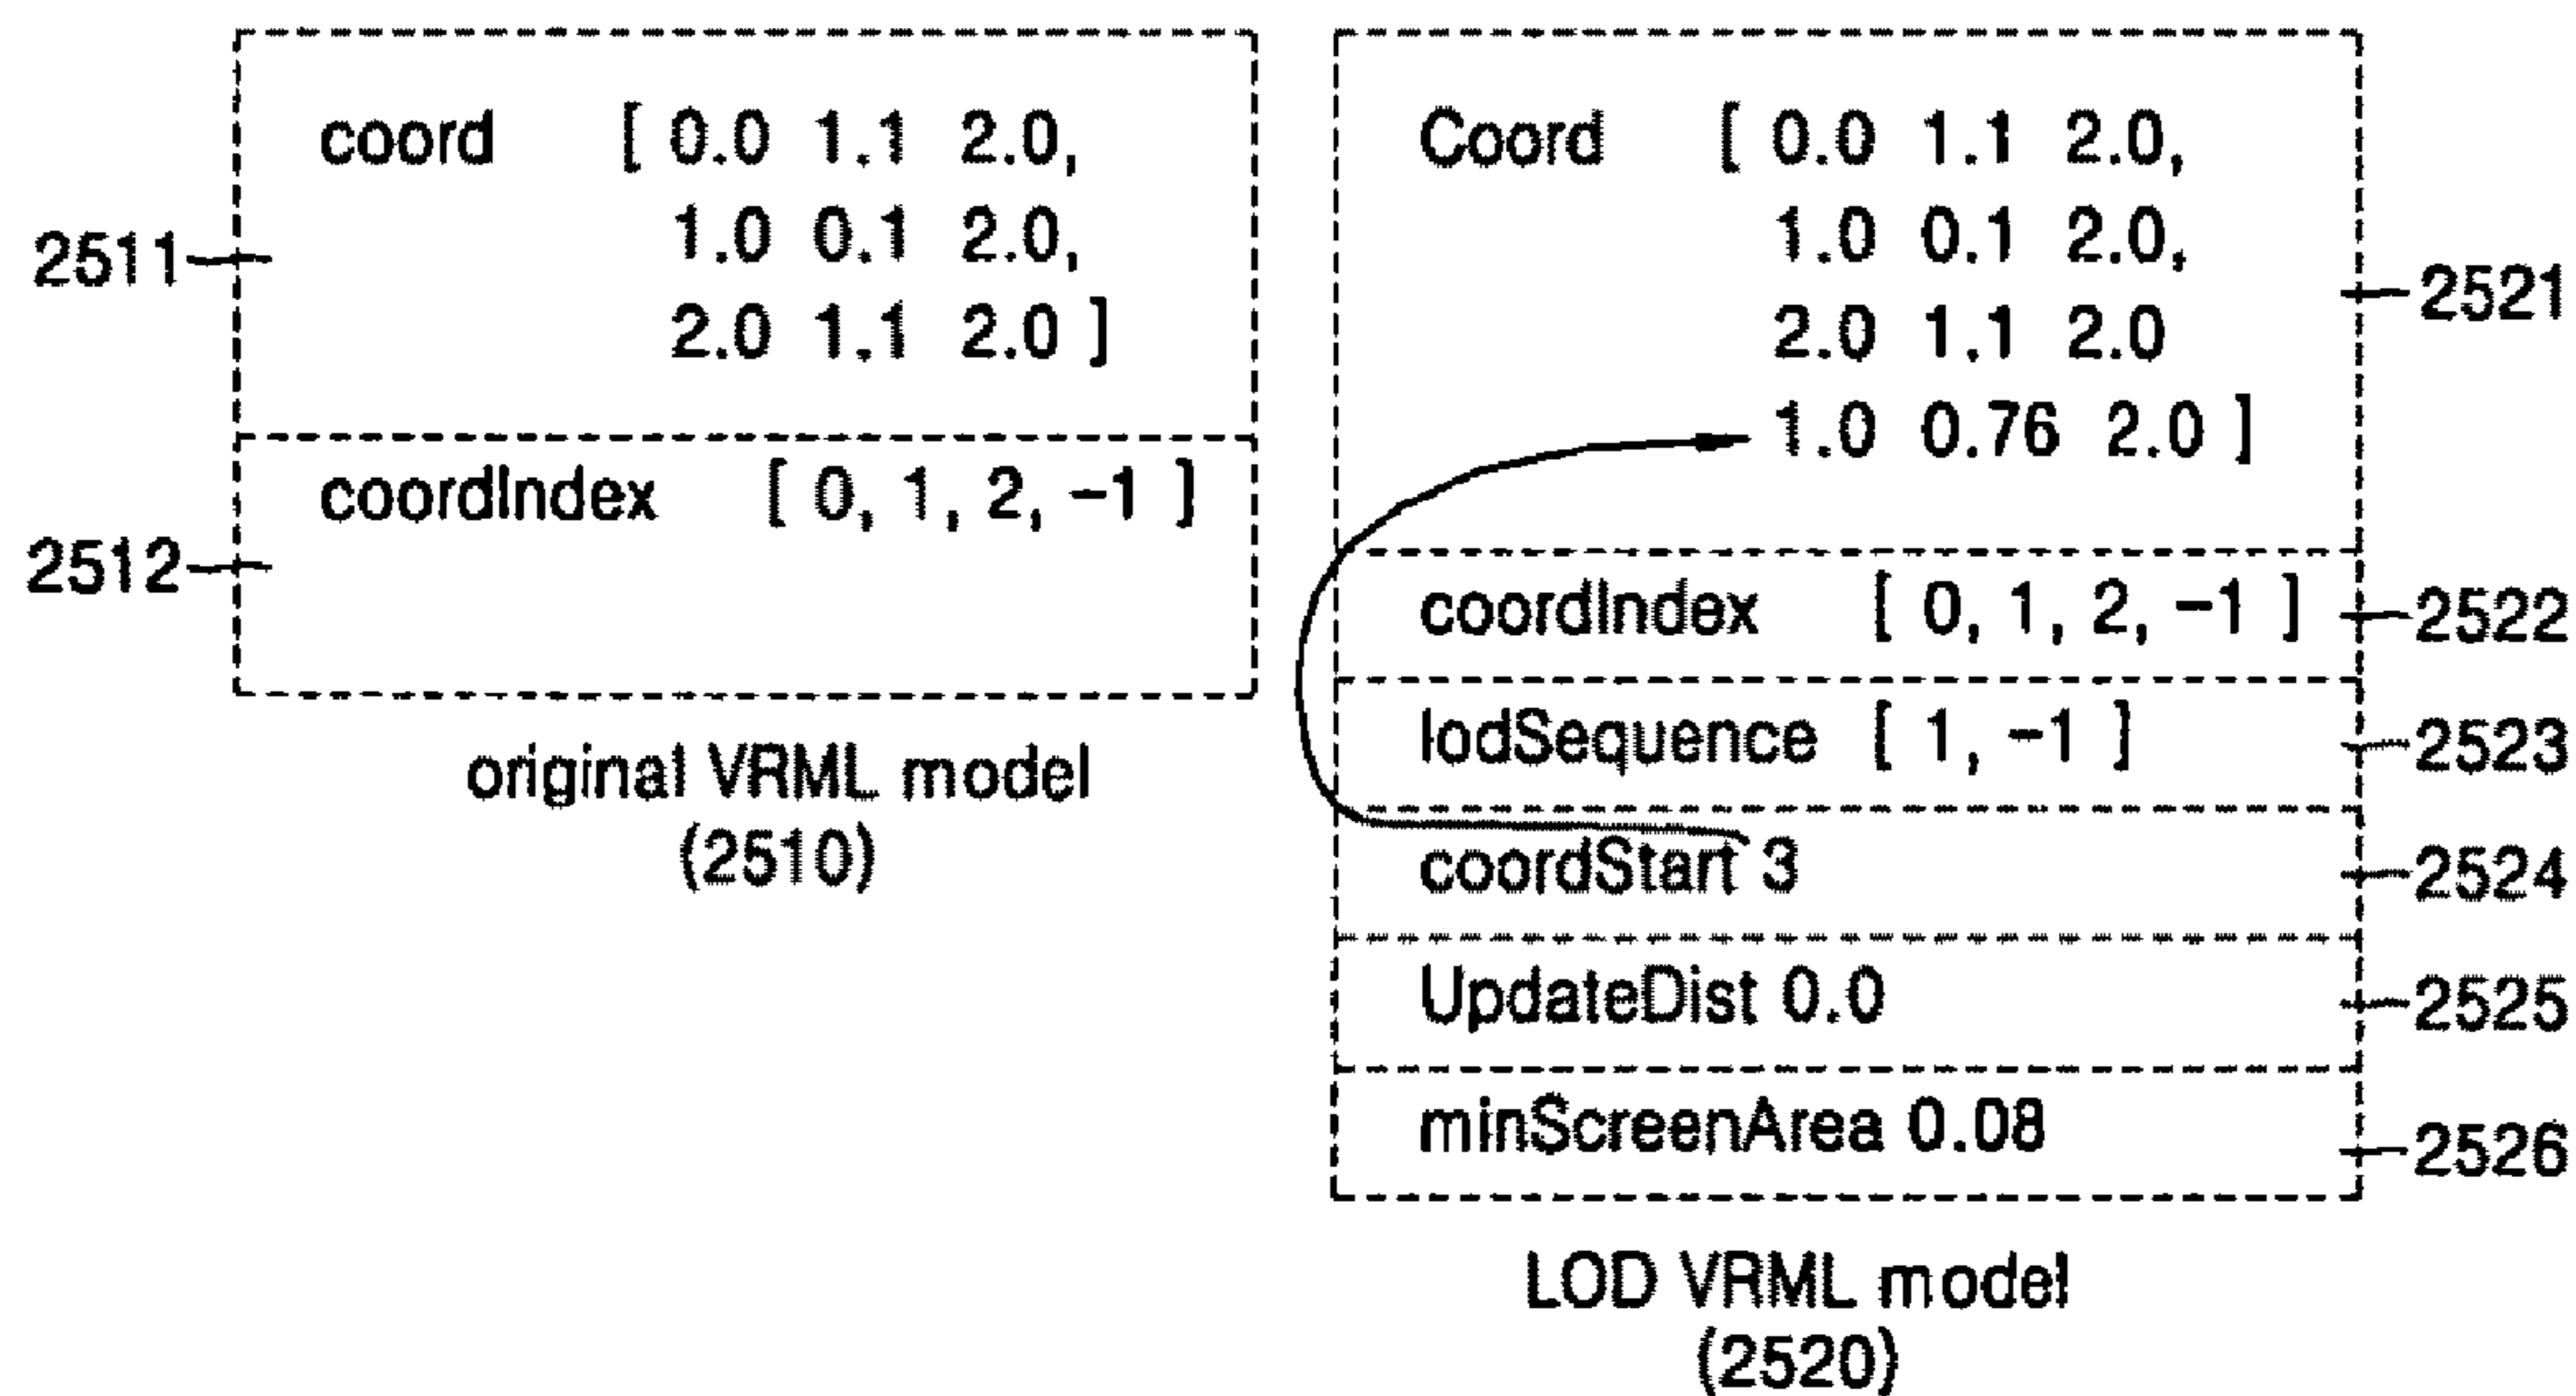 coord [ 0.0 1.1 2.0,
1.0 0.1 2.0,
2.0 1.1 2.0 ]
2511
coordIndex [ 0, 1, 2, -1 ]
2512
original VRML model
(2510)
Coord [ 0.0 1.1 2.0,
1.0 0.1 2.0,
2.0 1.1 2.0
1.0 0.76 2.0 ]
2521
coordIndex [ 0, 1, 2, -1 ]
2522
lodSequence [ 1, -1 ]
2523
coordStart 3
2524
UpdateDist 0.0
2525
minScreenArea 0.08
2526
LOD VRML model
(2520)